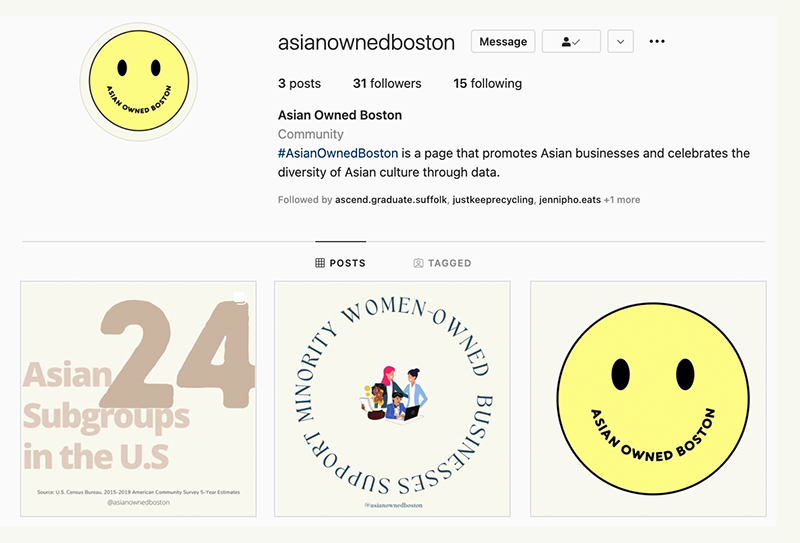 asianownedboston Message
3 posts 31 followers 15 following
Asian Owned Boston
Community
#AsianOwnedBoston is a page that promotes Asian businesses and celebrates the
diversity of Asian culture through data.
Followed by ascend.graduate.suffolk, justkeeprecycling, jennipho.eats +1 more
ASIAN OWNED BOSTON
POSTS TAGGED
24
Asian
Subgroups
in the U.S
Source: U.S. Census Bureau, 2015-2019 American Community Survey 5-Year Estimates
@asianownedboston
MINORITY WOMEN-OWNED BUSINESSES SUPPORT
#asianownedboston
ASIAN OWNED BOSTON